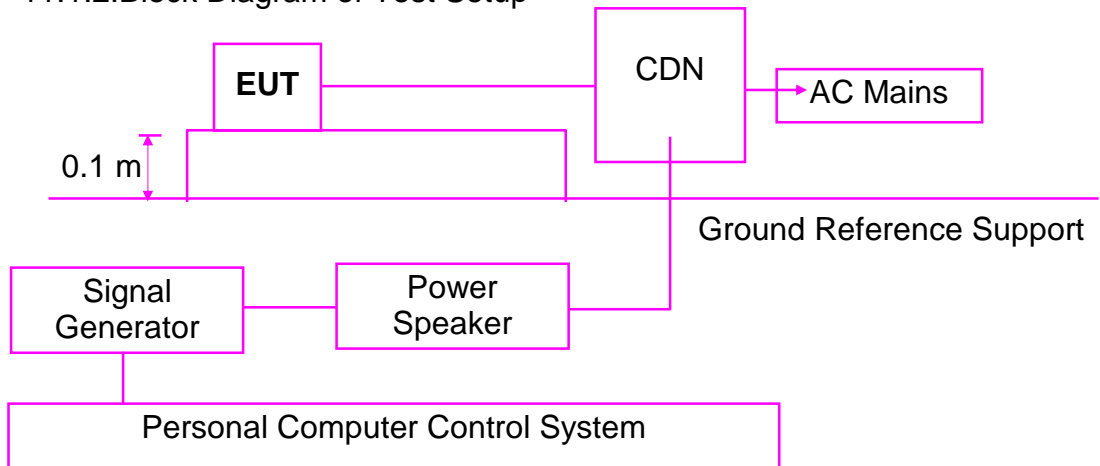 EUT
CDN
AC Mains
0.1 m
Ground Reference Support
Signal
Generator
Power
Speaker
Personal Computer Control System